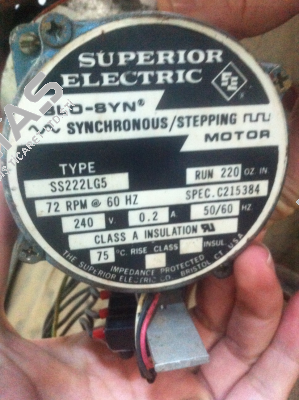 SUPERIOR
ELECTRIC
SLO-SYN®
SYNCHRONOUS/STEPPING
MOTOR
TYPE
SS222LG5
RUN 220 OZ. IN.
72 RPM @ 60 HZ
SPEC. C215384
240 V. 0.2 A. 50/60 HZ
CLASS A INSULATION
75 °C. RISE CLASS INSUL.
IMPEDANCE PROTECTED
THE SUPERIOR ELECTRIC CO. BRISTOL, CT. U.S.A.